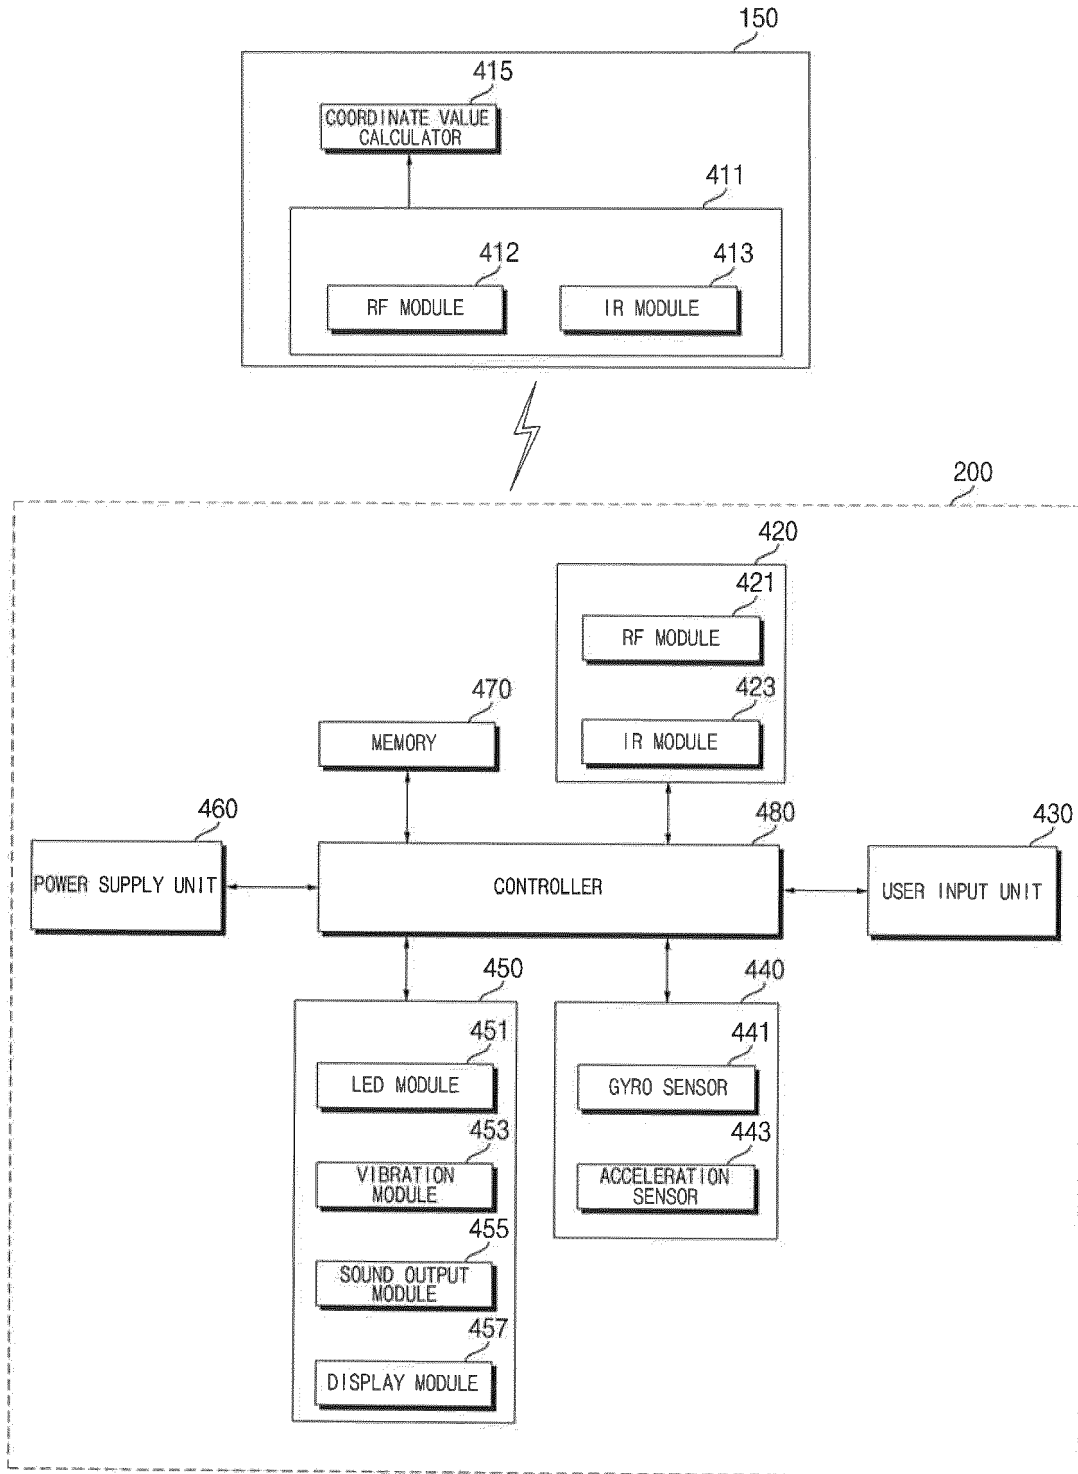 150
415
COORDINATE VALUE
CALCULATOR
411
412
413
RF MODULE
IR MODULE
200
420
421
RF MODULE
470
423
MEMORY
IR MODULE
460
480
430
POWER SUPPLY UNIT
CONTROLLER
USER INPUT UNIT
450
440
451
441
LED MODULE
GYRO SENSOR
453
443
VIBRATION
MODULE
ACCELERATION
SENSOR
455
SOUND OUTPUT
MODULE
457
DISPLAY MODULE